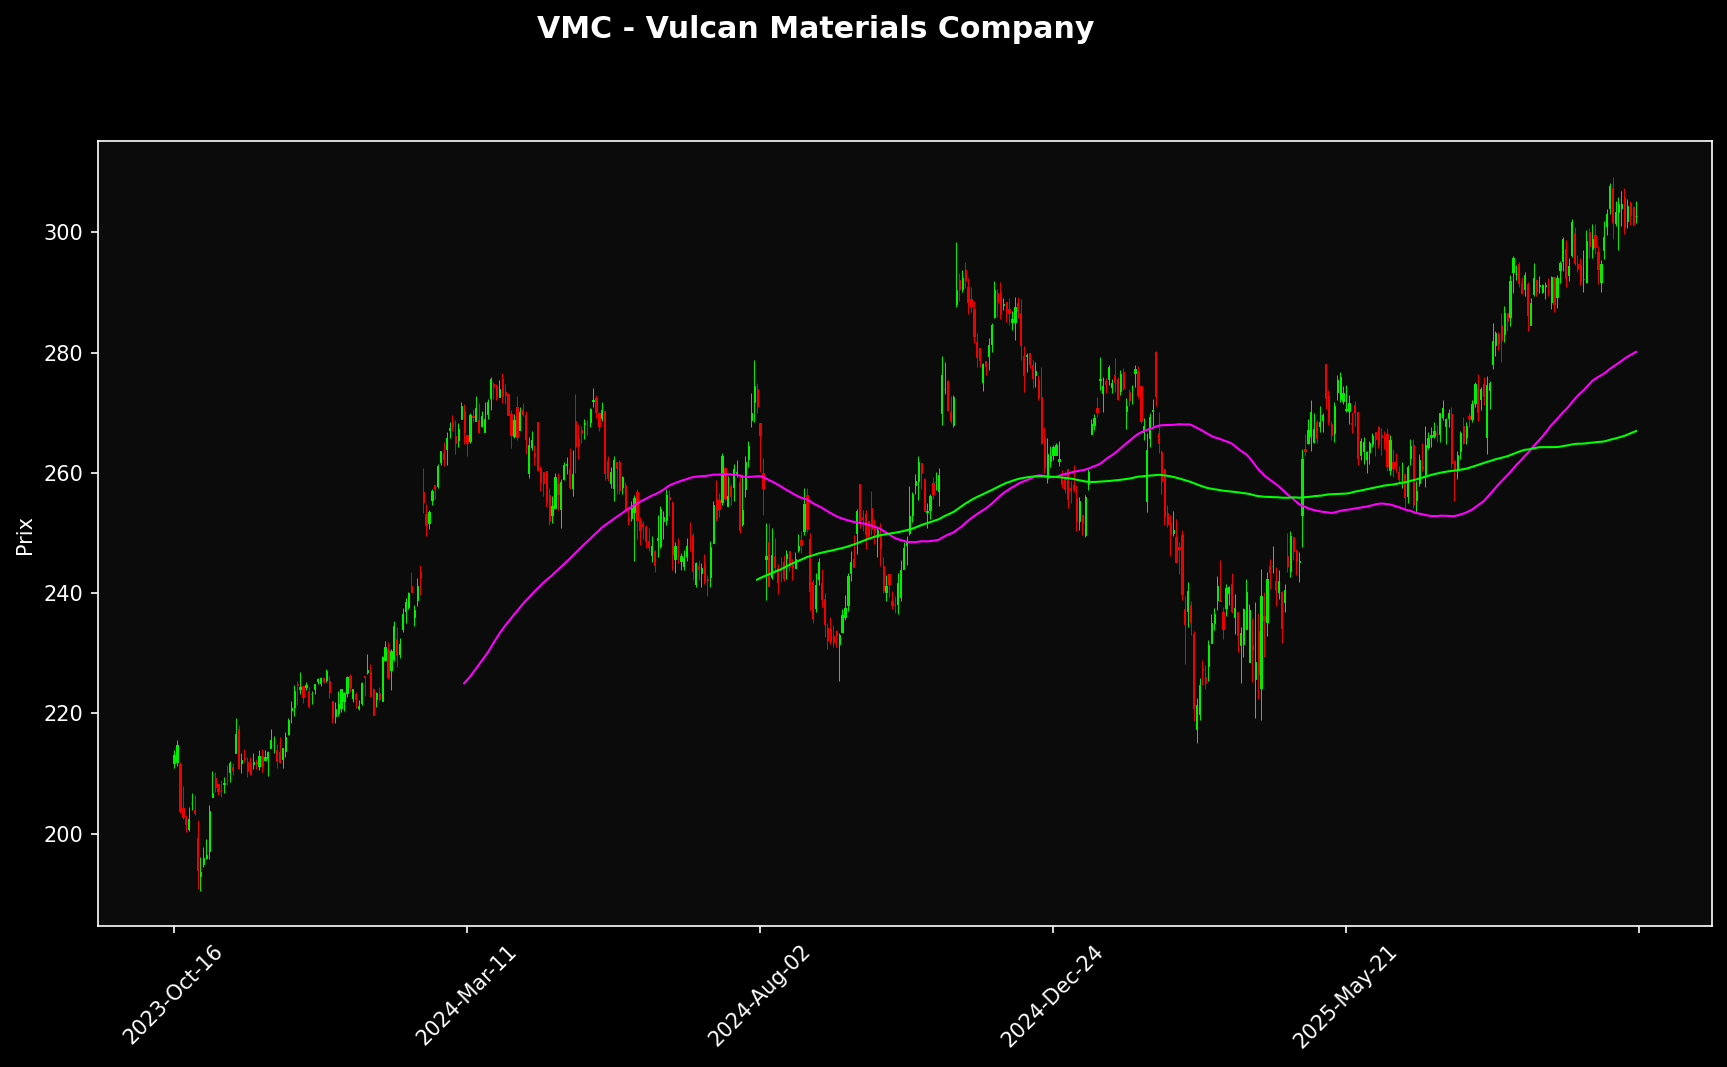 VMC - Vulcan Materials Company
Prix
300
280
260
240
220
200
2023-Oct-16
2024-Mar-11
2024-Aug-02
2024-Dec-24
2025-May-21